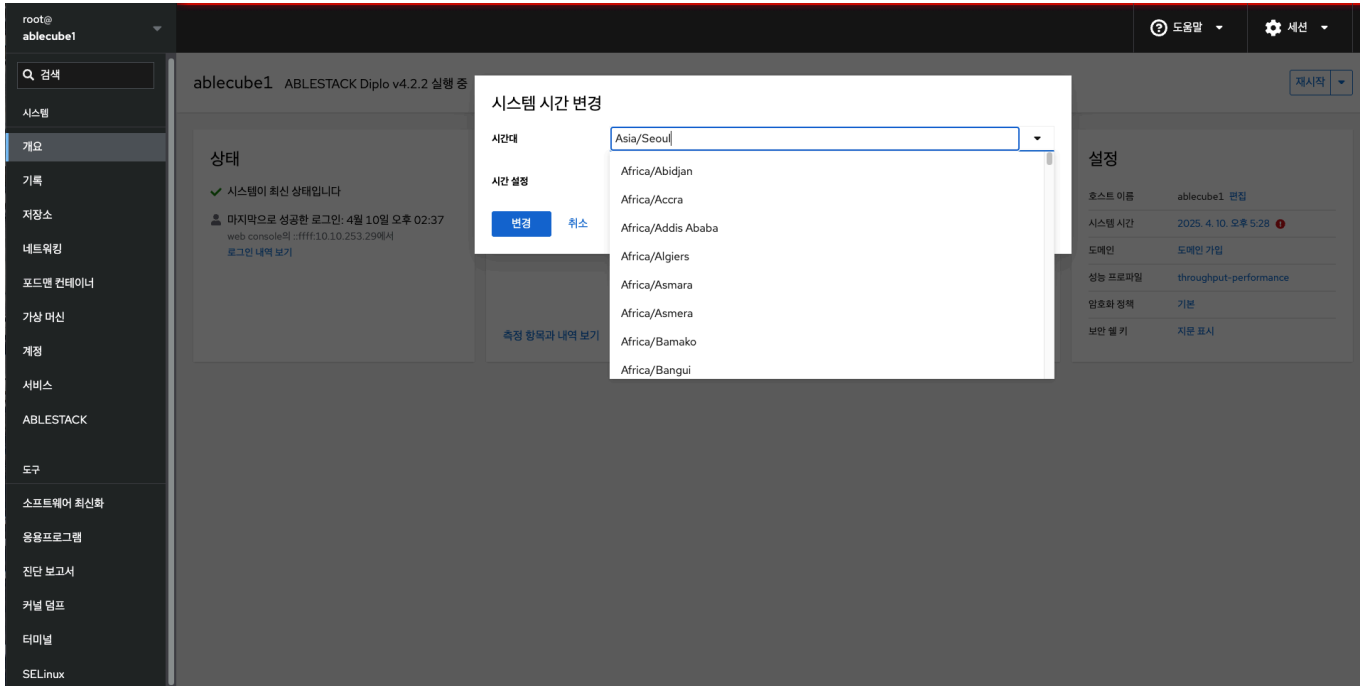 root@
ablecube1
도움말
세션
검색
시스템
개요
기록
저장소
네트워킹
포드맨 컨테이너
가상 머신
계정
서비스
ABLESTACK
도구
소프트웨어 최신화
응용프로그램
진단 보고서
커널 덤프
터미널
SELinux
ablecube1 ABLESTACK Diplo v4.2.2 실행 중
재시작
상태
시스템이 최신 상태입니다
마지막으로 성공한 로그인: 4월 10일 오후 02:37
web console의 ::ffff:10.10.253.29에서
로그인 내역 보기
측정 항목과 내역 보기
시스템 시간 변경
시간대 Asia/Seoul
시간 설정
변경 취소
Africa/Abidjan
Africa/Accra
Africa/Addis Ababa
Africa/Algiers
Africa/Asmara
Africa/Asmera
Africa/Bamako
Africa/Bangui
설정
호스트 이름 ablecube1 편집
시스템 시간 2025. 4. 10. 오후 5:28
도메인 도메인 가입
성능 프로파일 throughput-performance
암호화 정책 기본
보안 쉘 키 지문 표시